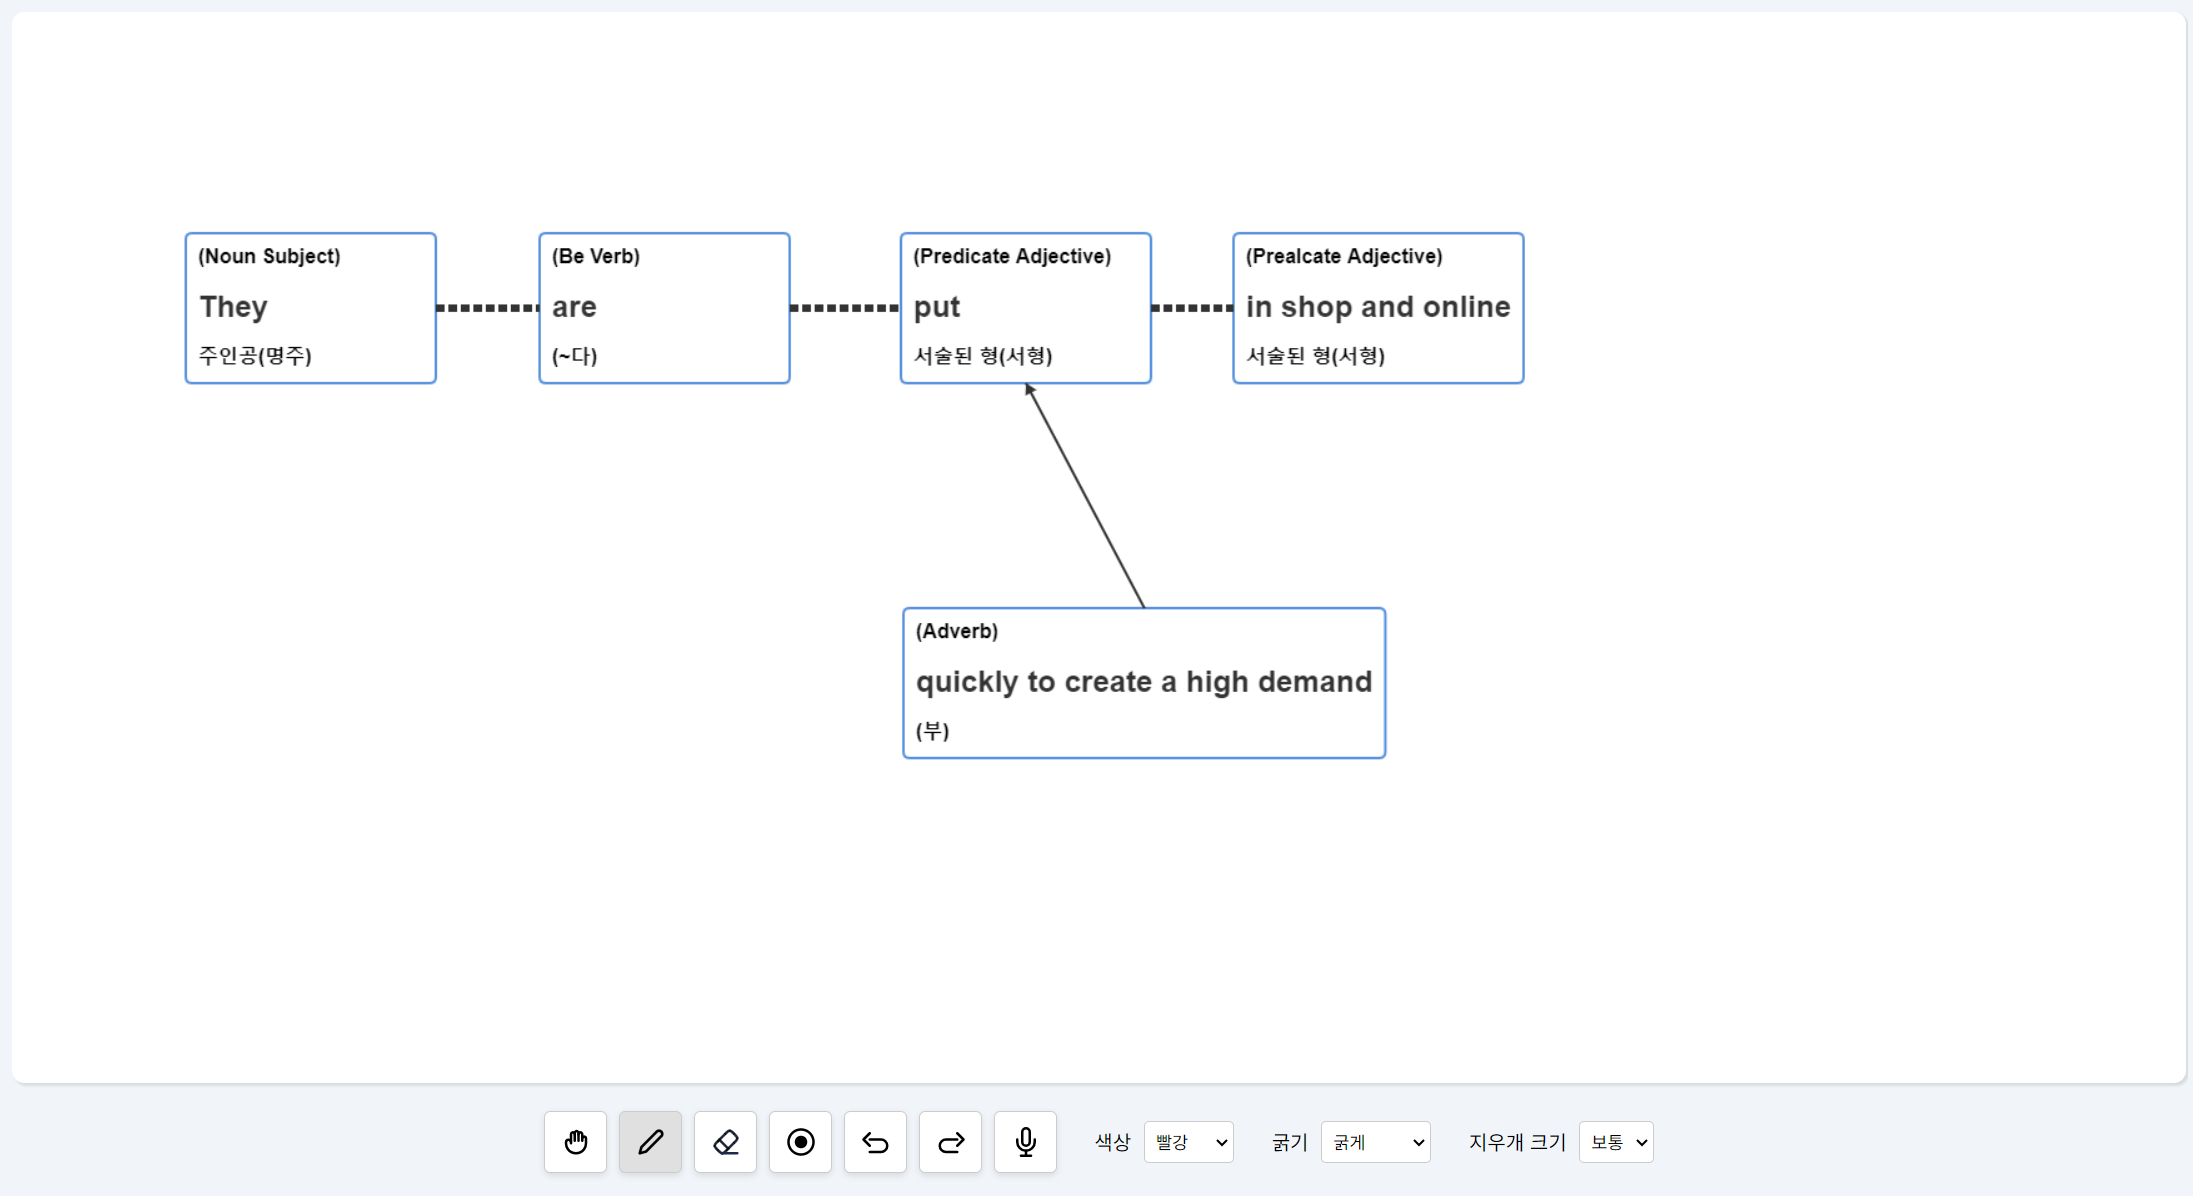 (Noun Subject)
They
주인공(명주)
(Be Verb)
are
(~다)
(Predicate Adjective)
put
서술된 형(서형)
(Prealcate Adjective)
in shop and online
서술된 형(서형)
(Adverb)
quickly to create a high demand
(부)
색상 빨강 굵기 굵게 지우개 크기 보통